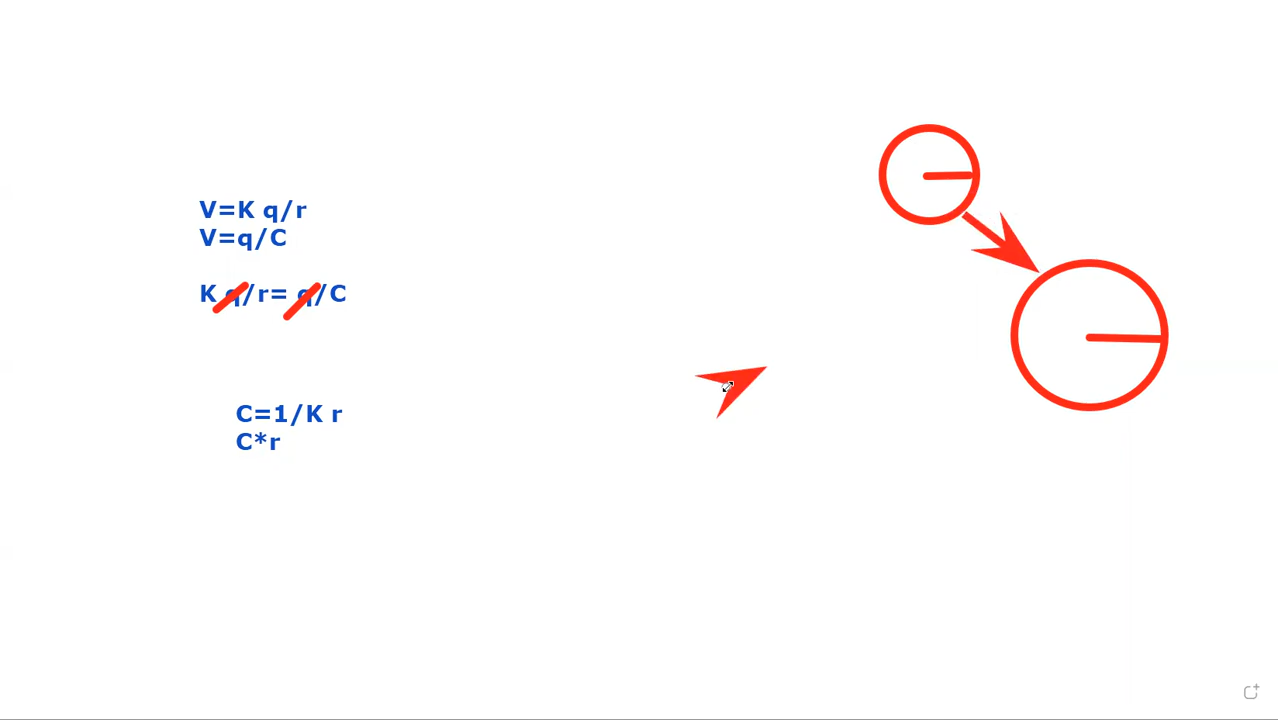 V=K q/r
V=q/C
K q/r= q/C
C=1/K r
C*r